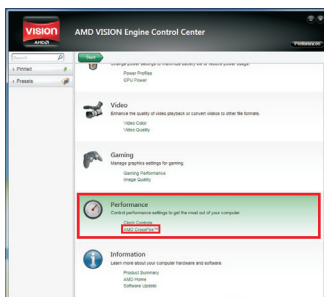 VISION
AMD
AMD VISION Engine Control Center
Preferences
Search
Start
Pinned
Presets
Power Profiles
CPU Power
Video
Enhance the quality of video playback or convert videos to other file formats.
Video Color
Video Quality
Gaming
Manage graphics settings for gaming.
Gaming Performance
Image Quality
Performance
Control performance settings to get the most out of your computer.
Clock Controls
AMD CrossFire™
Information
Learn more about your computer hardware and software.
Product Summary
AMD Home
Software Update